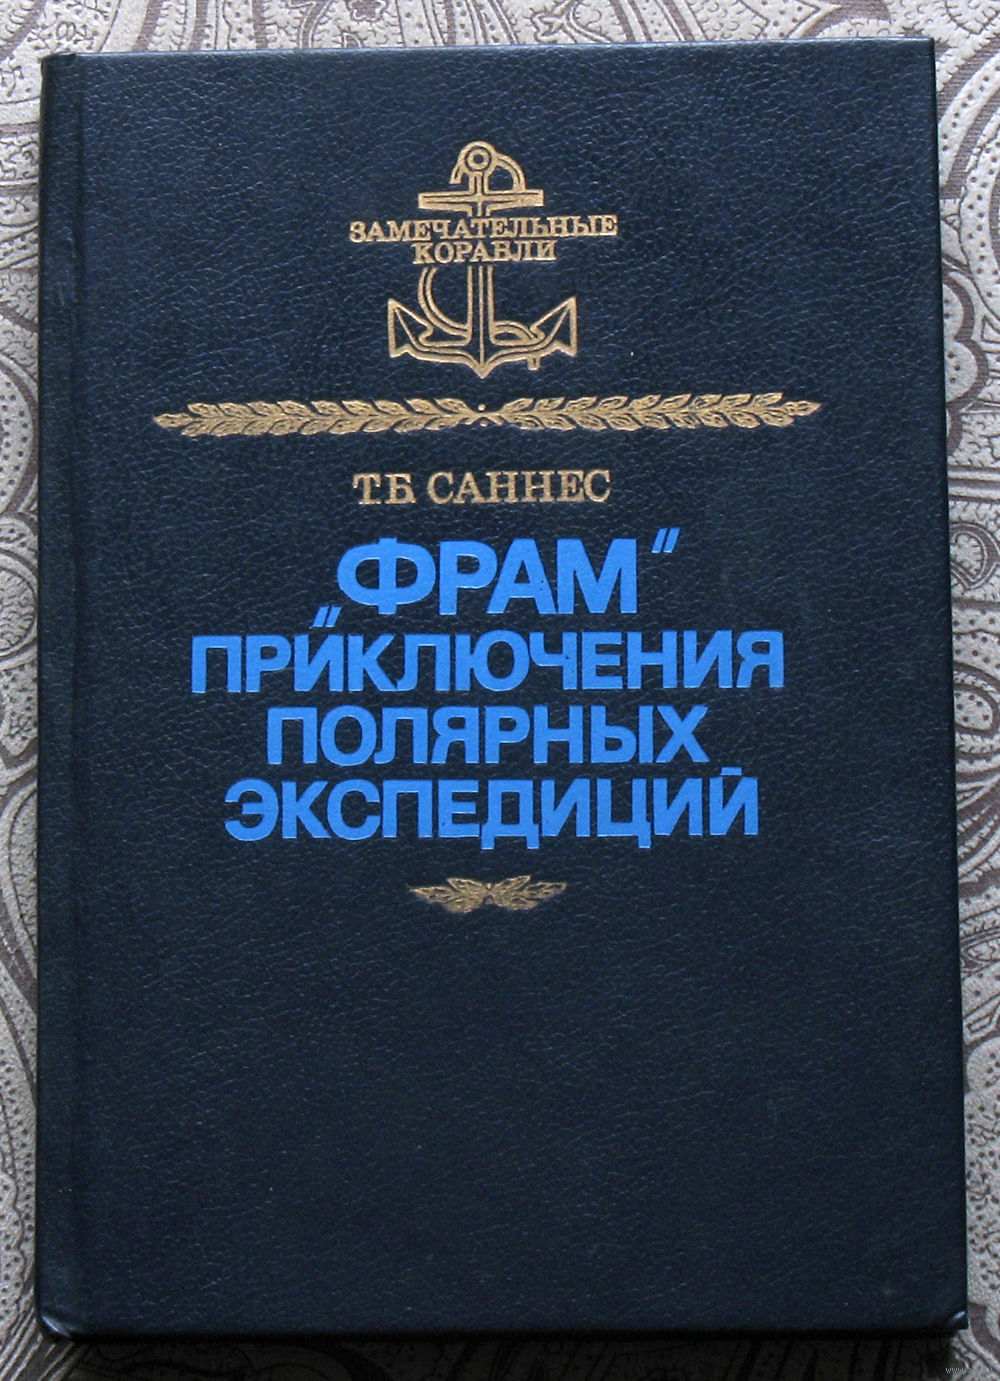 ЗАМЕЧАТЕЛЬНЫЕ
КОРАБЛИ
Т.Б. САННЕС
„ФРАМ"
ПРИКЛЮЧЕНИЯ
ПОЛЯРНЫХ
ЭКСПЕДИЦИЙ